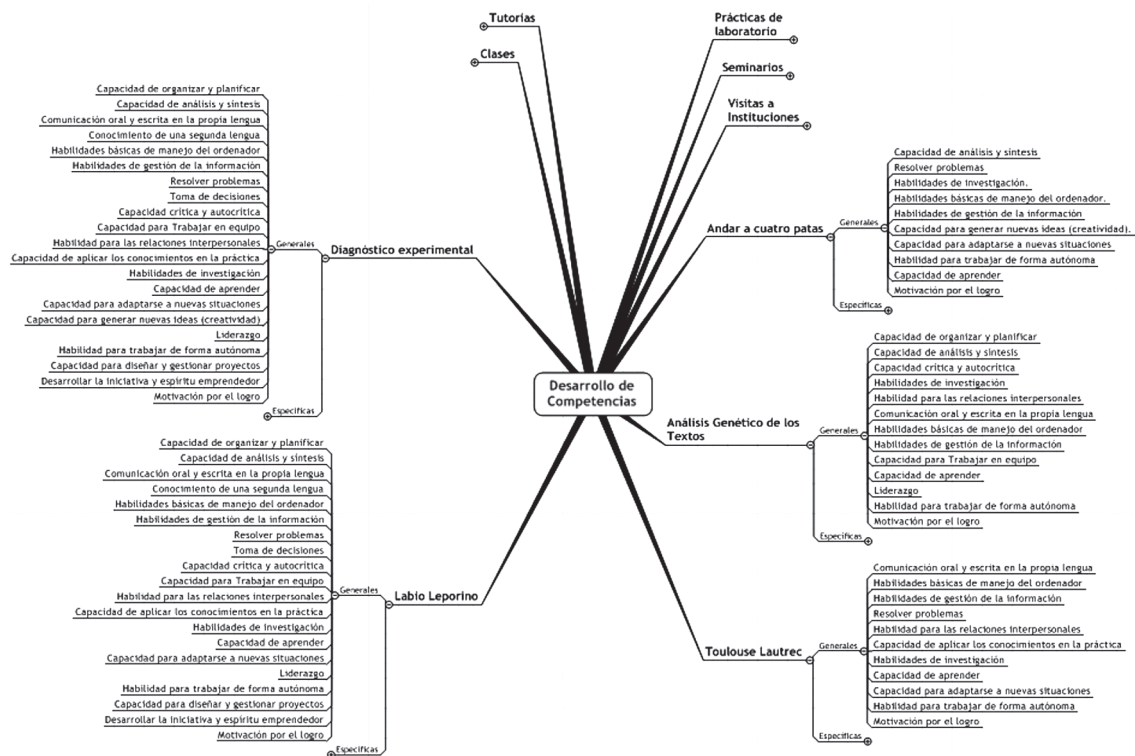 Tutorias
Clases
Prácticas de
laboratorio
Seminarios
Visitas a
Instituciones
Desarrollo de
Competencias
Diagnóstico experimental
Generales
Capacidad de organizar y planificar
Capacidad de análisis y síntesis
Comunicación oral y escrita en la propia lengua
Conocimiento de una segunda lengua
Habilidades básicas de manejo del ordenador
Habilidades de gestión de la información
Resolver problemas
Toma de decisiones
Capacidad crítica y autocrítica
Capacidad para Trabajar en equipo
Habilidad para las relaciones interpersonales
Capacidad de aplicar los conocimientos en la práctica
Habilidades de investigación
Capacidad de aprender
Capacidad para adaptarse a nuevas situaciones
Capacidad para generar nuevas ideas (creatividad)
Liderazgo
Habilidad para trabajar de forma autónoma
Capacidad para diseñar y gestionar proyectos
Desarrollar la iniciativa y espíritu emprendedor
Motivación por el logro
Específicas
Labio Leporino
Generales
Capacidad de organizar y planificar
Capacidad de análisis y síntesis
Comunicación oral y escrita en la propia lengua
Conocimiento de una segunda lengua
Habilidades básicas de manejo del ordenador
Habilidades de gestión de la información
Resolver problemas
Toma de decisiones
Capacidad crítica y autocrítica
Capacidad para Trabajar en equipo
Habilidad para las relaciones interpersonales
Capacidad de aplicar los conocimientos en la práctica
Habilidades de investigación
Capacidad de aprender
Capacidad para adaptarse a nuevas situaciones
Liderazgo
Habilidad para trabajar de forma autónoma
Capacidad para diseñar y gestionar proyectos
Desarrollar la iniciativa y espíritu emprendedor
Motivación por el logro
Específicas
Andar a cuatro patas
Generales
Capacidad de análisis y síntesis
Resolver problemas
Habilidades de investigación.
Habilidades básicas de manejo del ordenador.
Habilidades de gestión de la información
Capacidad para generar nuevas ideas (creatividad).
Capacidad para adaptarse a nuevas situaciones
Habilidad para trabajar de forma autónoma
Capacidad de aprender
Motivación por el logro
Específicas
Análisis Genético de los
Textos
Generales
Capacidad de organizar y planificar
Capacidad de análisis y síntesis
Capacidad crítica y autocrítica
Habilidades de investigación
Habilidad para las relaciones interpersonales
Comunicación oral y escrita en la propia lengua
Habilidades básicas de manejo del ordenador
Habilidades de gestión de la información
Capacidad para Trabajar en equipo
Capacidad de aprender
Liderazgo
Habilidad para trabajar de forma autónoma
Motivación por el logro
Específicas
Toulouse Lautrec
Generales
Comunicación oral y escrita en la propia lengua
Habilidades básicas de manejo del ordenador
Habilidades de gestión de la información
Resolver problemas
Habilidad para las relaciones interpersonales
Capacidad de aplicar los conocimientos en la práctica
Habilidades de investigación
Capacidad de aprender
Capacidad para adaptarse a nuevas situaciones
Habilidad para trabajar de forma autónoma
Motivación por el logro
Específicas